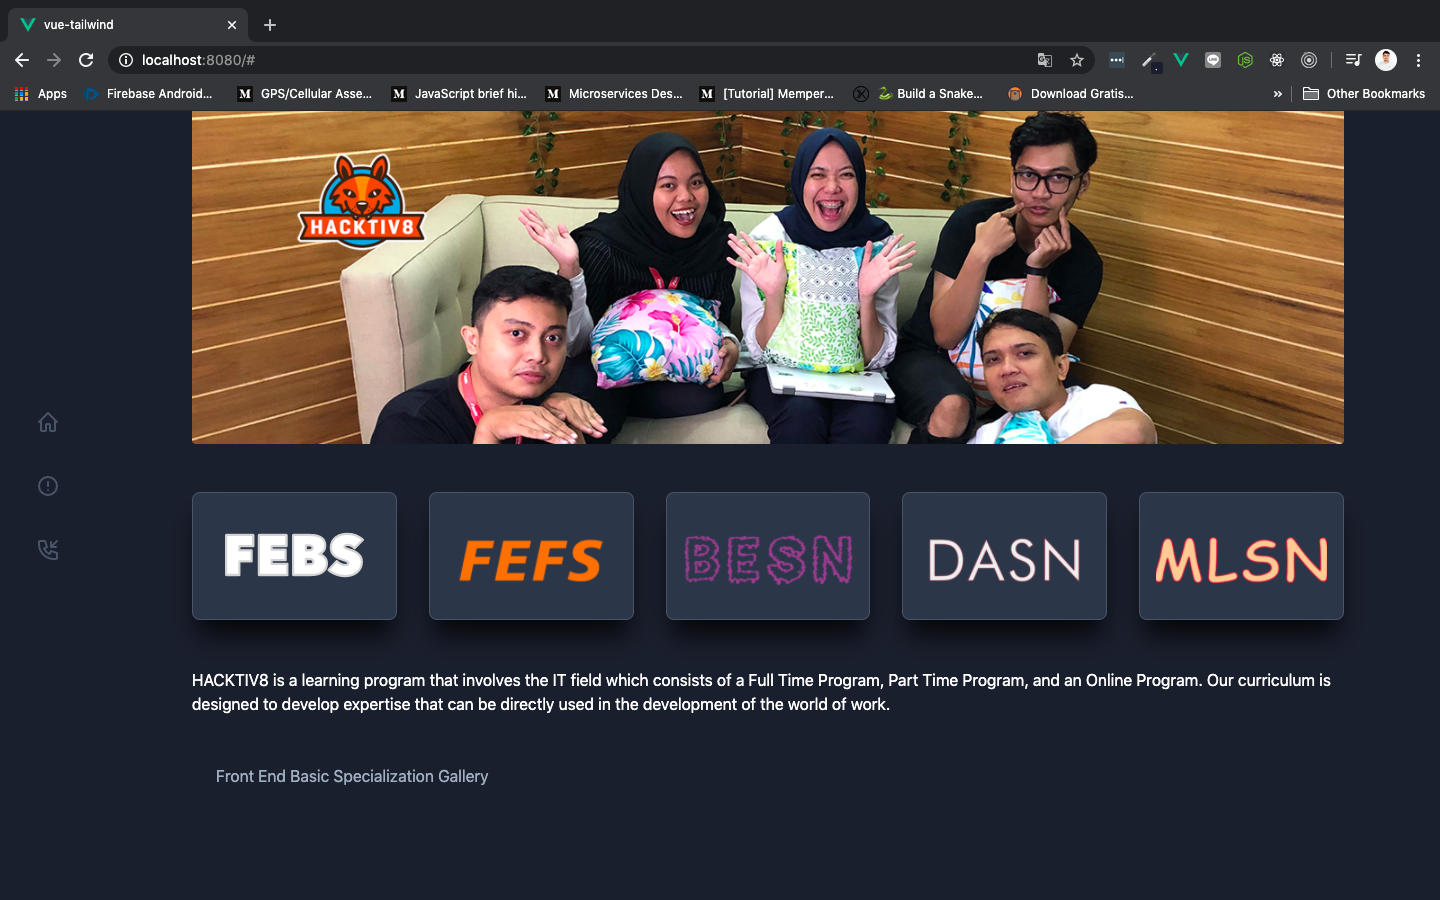 vue-tailwind
localhost:8080/#
Apps
Firebase Android...
GPS/Cellular Asse...
JavaScript brief hi...
Microservices Des...
[Tutorial] Memper...
Build a Snake...
Download Gratis...
»
Other Bookmarks
HACKTIV8
FEBS
FEFS
BESN
DASN
MLSN
HACKTIV8 is a learning program that involves the IT field which consists of a Full Time Program, Part Time Program, and an Online Program. Our curriculum is
designed to develop expertise that can be directly used in the development of the world of work.
Front End Basic Specialization Gallery